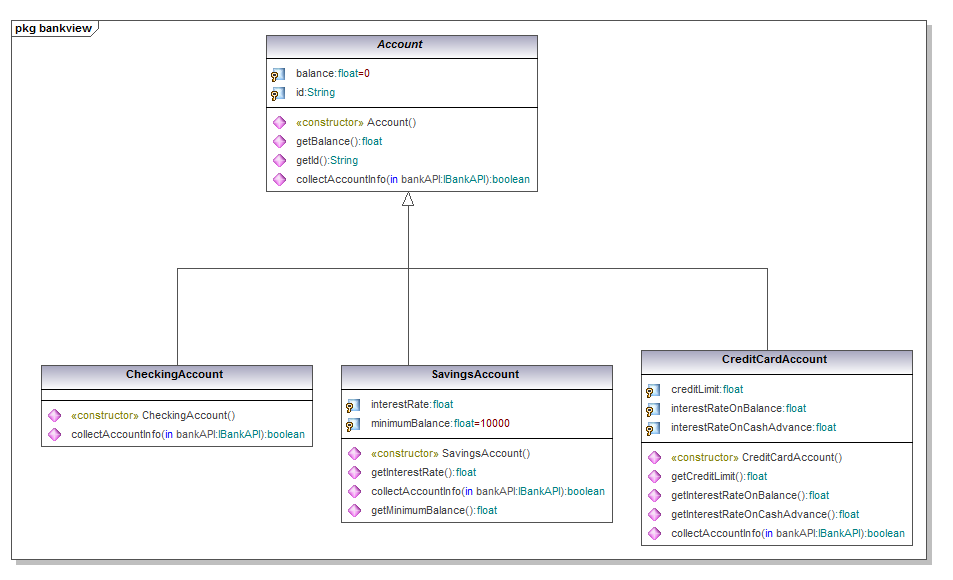 pkg bankview
Account
balance:float=0
id:String
«constructor» Account()
getBalance():float
getId():String
collectAccountInfo(in bankAPI:IBankAPI):boolean
CheckingAccount
«constructor» CheckingAccount()
collectAccountInfo(in bankAPI:IBankAPI):boolean
SavingsAccount
interestRate:float
minimumBalance:float=10000
«constructor» SavingsAccount()
getInterestRate():float
collectAccountInfo(in bankAPI:IBankAPI):boolean
getMinimumBalance():float
CreditCardAccount
creditLimit:float
interestRateOnBalance:float
interestRateOnCashAdvance:float
«constructor» CreditCardAccount()
getCreditLimit():float
getInterestRateOnBalance():float
getInterestRateOnCashAdvance():float
collectAccountInfo(in bankAPI:IBankAPI):boolean